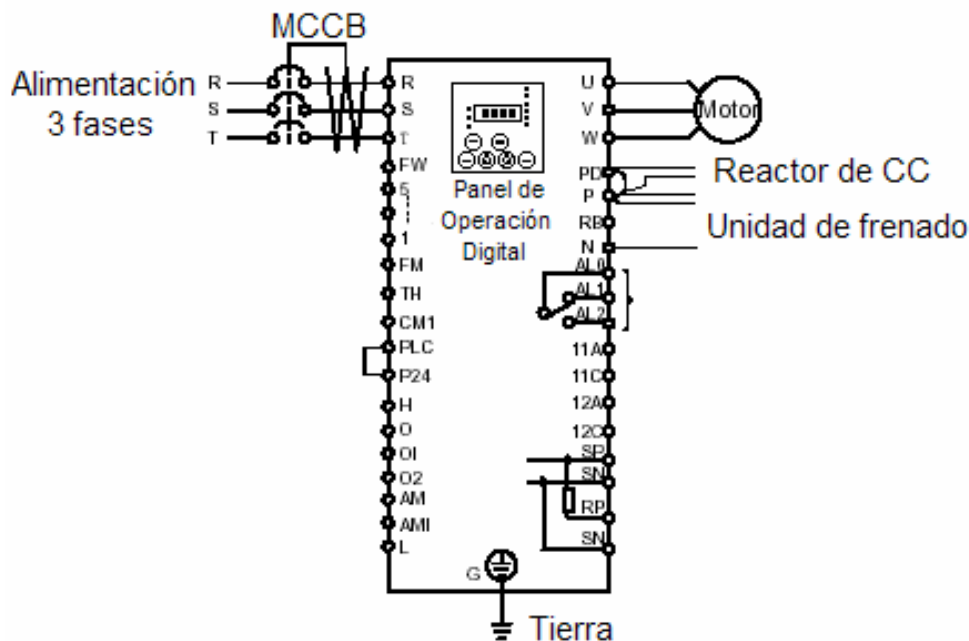 MCCB
Alimentación
3 fases
R
S
T
R
S
T
FW
5
1
FM
TH
CM1
PLC
P24
H
O
OI
O2
AM
AMI
L
Panel de
Operación
Digital
U
V
W
Motor
PD
P
RB
N
Reactor de CC
Unidad de frenado
AL0
AL1
AL2
11A
11C
12A
12C
SP
SN
RP
SN
G
Tierra